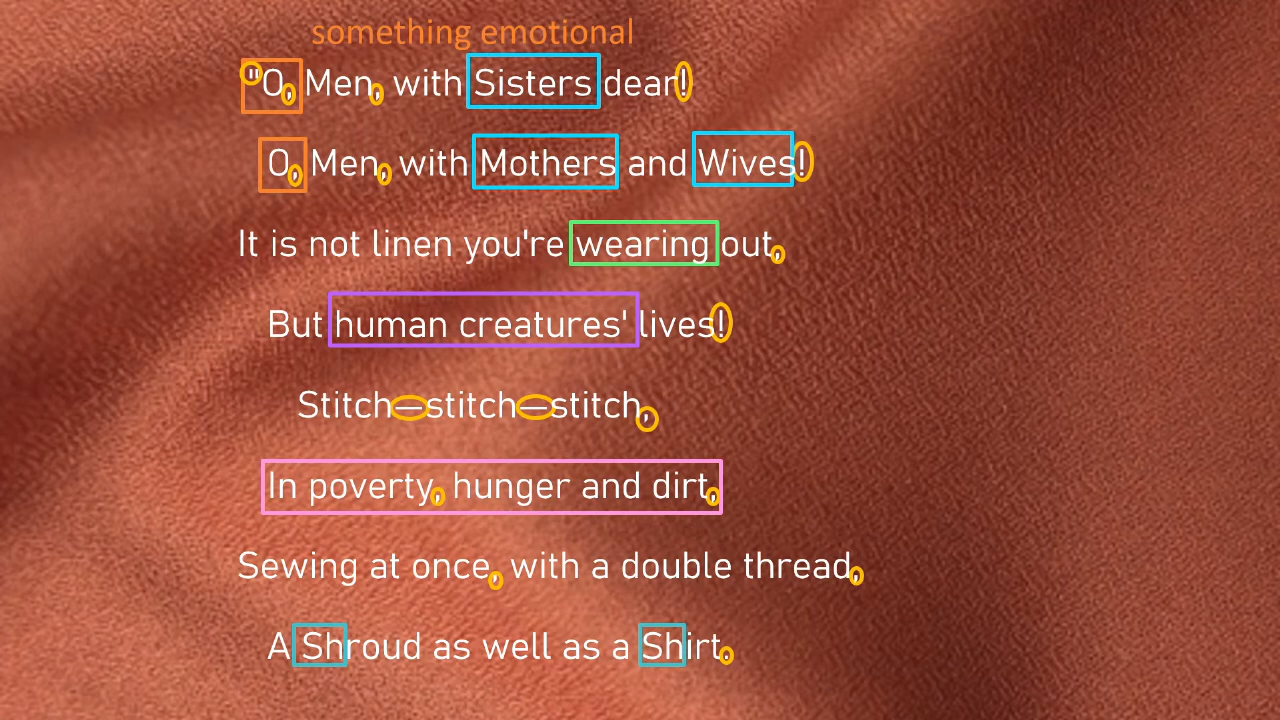 something emotional
"O, Men, with Sisters dear!
O, Men, with Mothers and Wives!
It is not linen you're wearing out,
But human creatures' lives!
Stitch—stitch—stitch,
In poverty, hunger and dirt,
Sewing at once, with a double thread,
A Shroud as well as a Shirt.